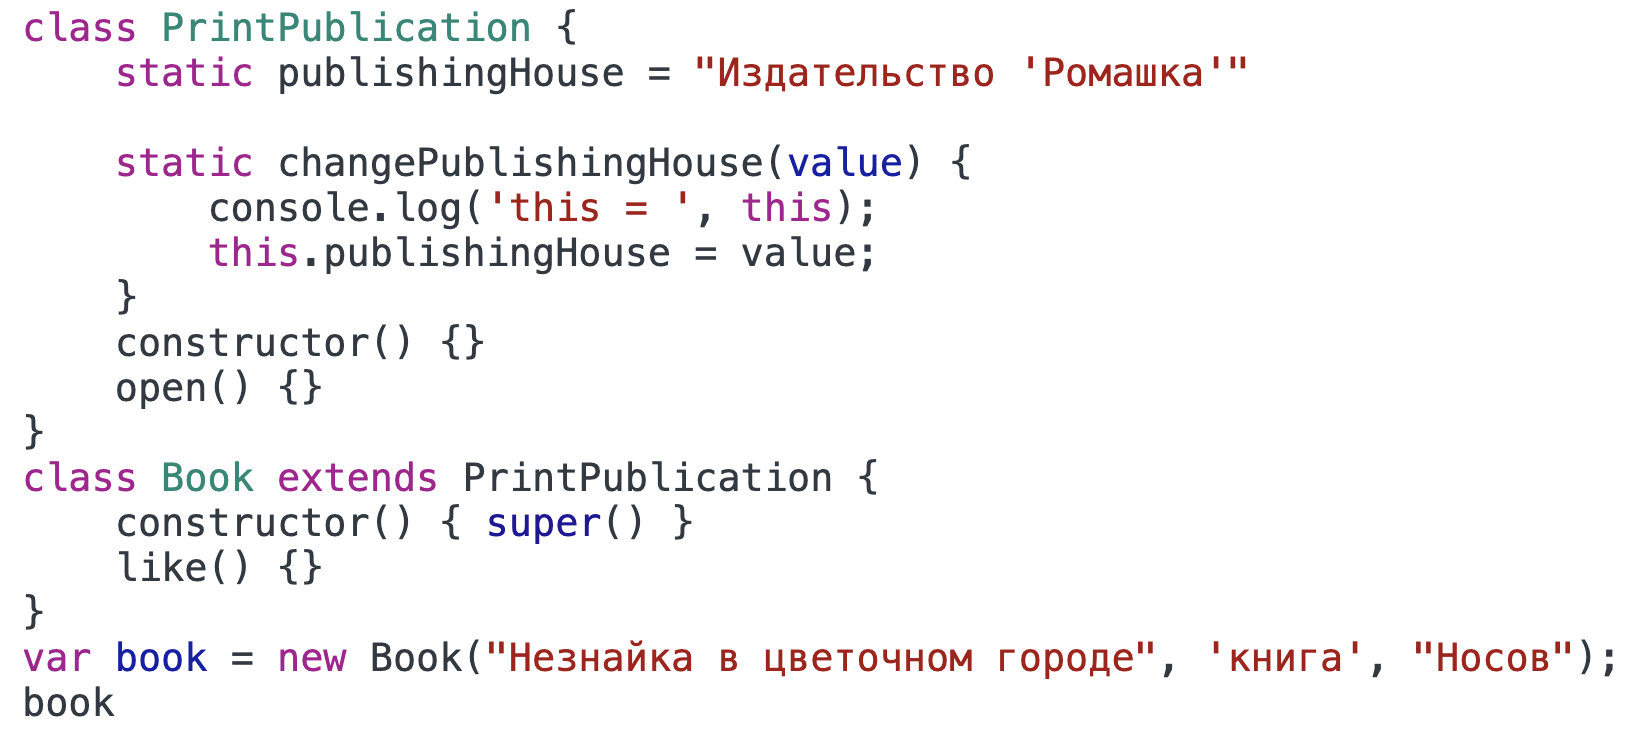 class PrintPublication {
    static publishingHouse = "Издательство 'Ромашка'"

    static changePublishingHouse(value) {
        console.log('this = ', this);
        this.publishingHouse = value;
    }
    constructor() {}
    open() {}
}
class Book extends PrintPublication {
    constructor() { super() }
    like() {}
}
var book = new Book("Незнайка в цветочном городе", 'книга', "Носов");
book